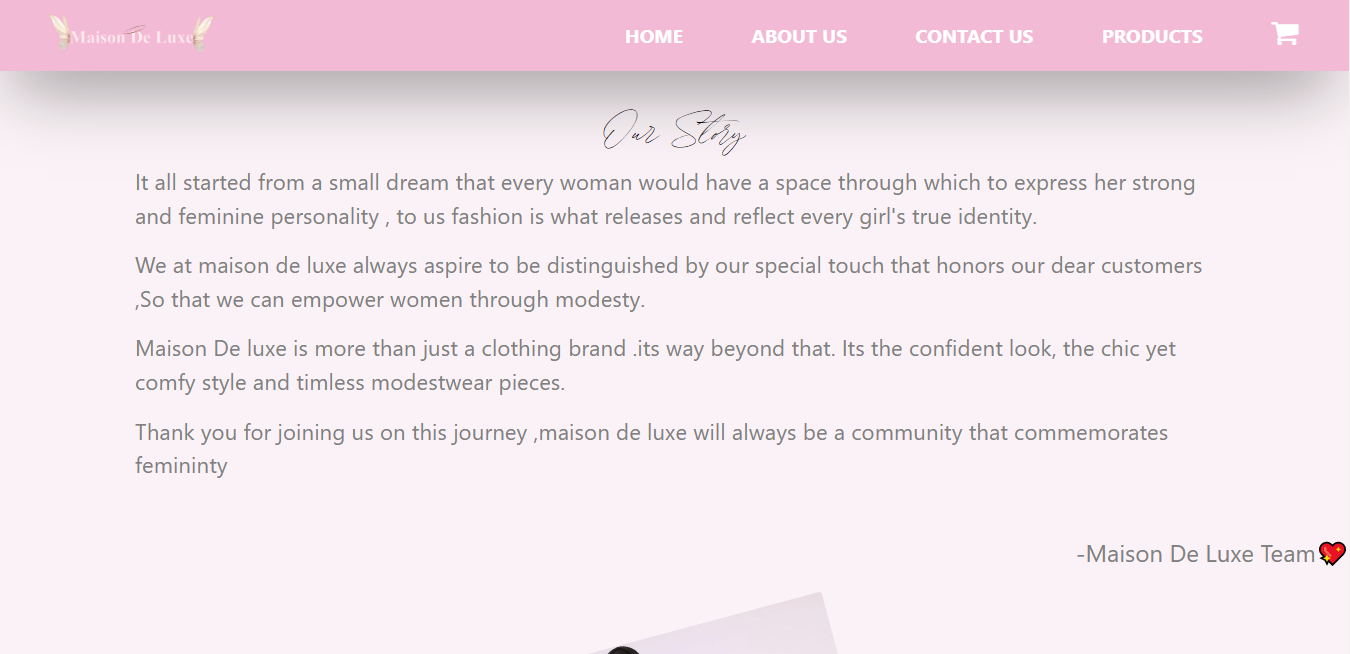 Maison De Luxe
HOME ABOUT US CONTACT US PRODUCTS
Our Story
It all started from a small dream that every woman would have a space through which to express her strong
and feminine personality , to us fashion is what releases and reflect every girl's true identity.
We at maison de luxe always aspire to be distinguished by our special touch that honors our dear customers
,So that we can empower women through modesty.
Maison De luxe is more than just a clothing brand .its way beyond that. Its the confident look, the chic yet
comfy style and timless modestwear pieces.
Thank you for joining us on this journey ,maison de luxe will always be a community that commemorates
femininty
-Maison De Luxe Team💖